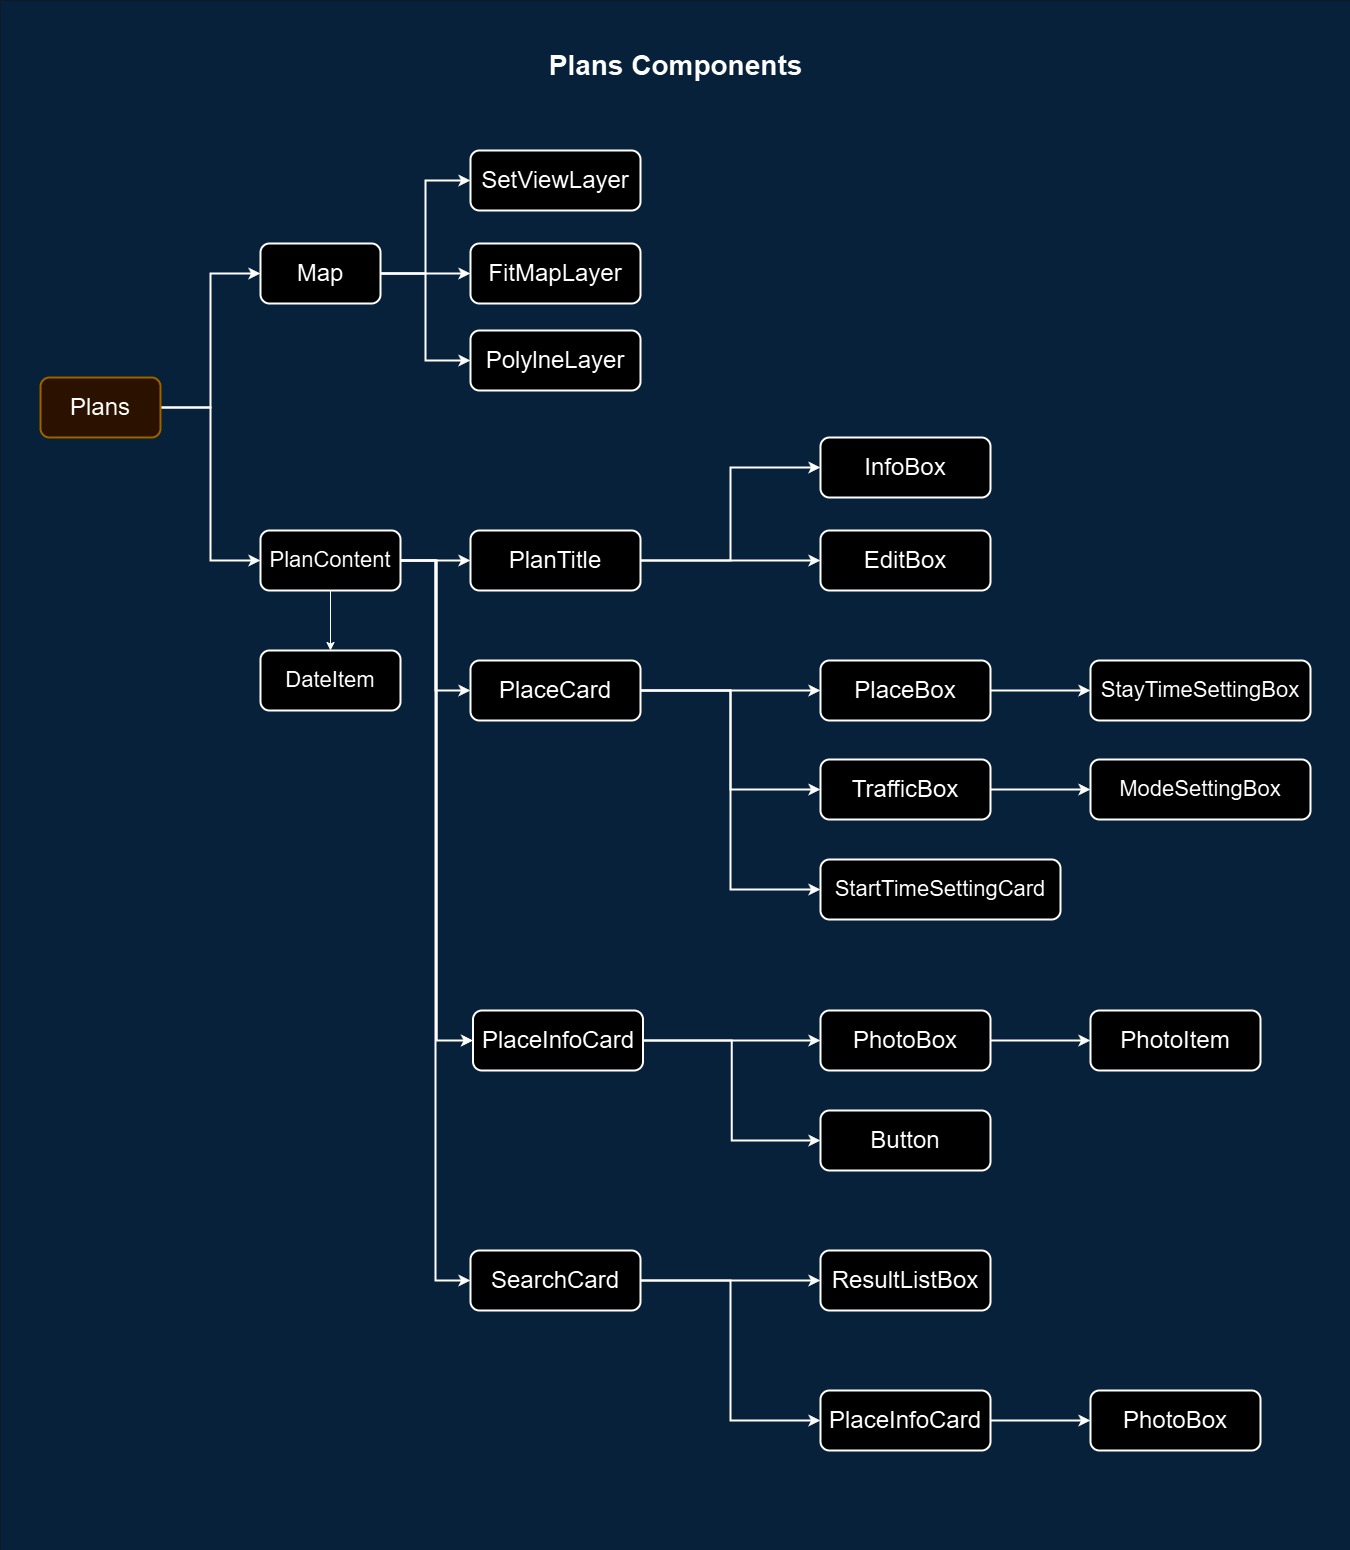 Plans Components
SetViewLayer
Map
FitMapLayer
PolyIneLayer
Plans
InfoBox
PlanContent
PlanTitle
EditBox
DateItem
PlaceCard
PlaceBox
StayTimeSettingBox
TrafficBox
ModeSettingBox
StartTimeSettingCard
PlaceInfoCard
PhotoBox
PhotoItem
Button
SearchCard
ResultListBox
PlaceInfoCard
PhotoBox